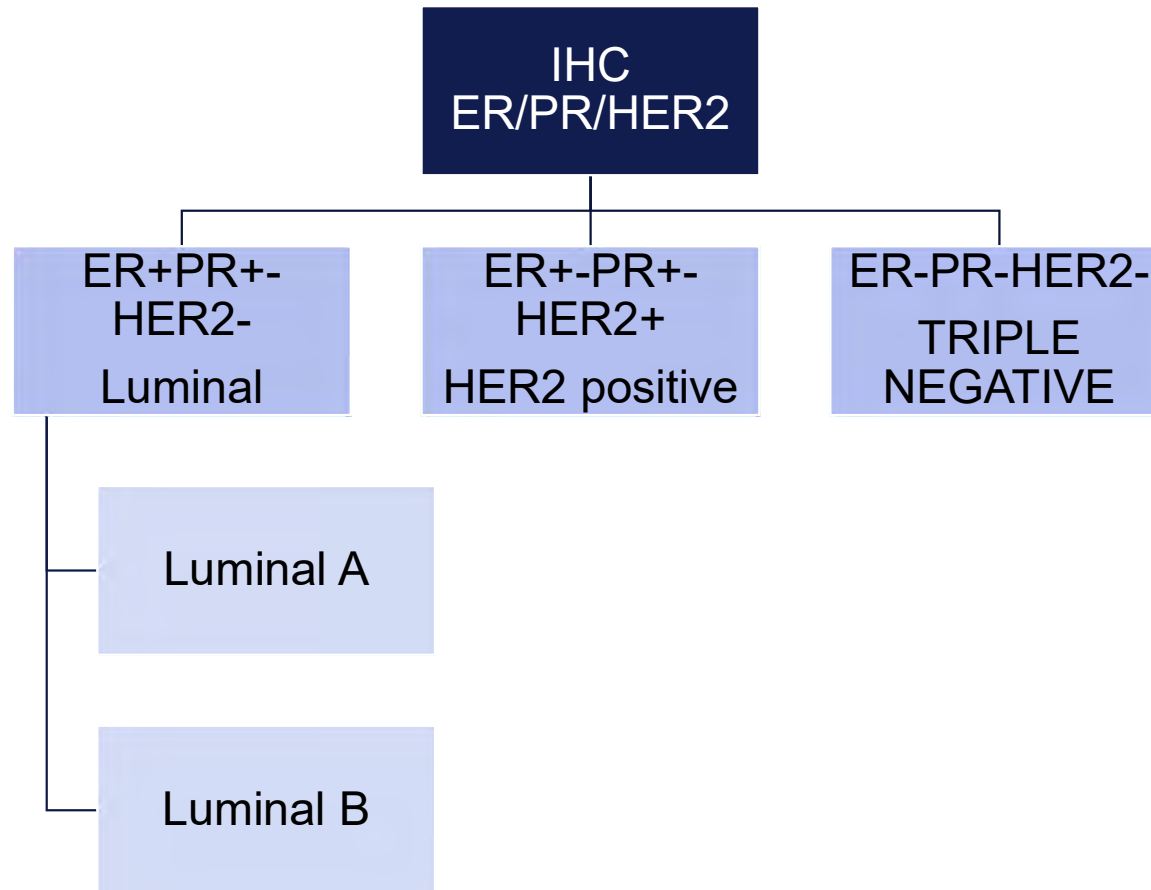 IHC
ER/PR/HER2
ER+PR+-
HER2-
Luminal
ER+-PR+-
HER2+
HER2 positive
ER-PR-HER2-
TRIPLE
NEGATIVE
Luminal A
Luminal B